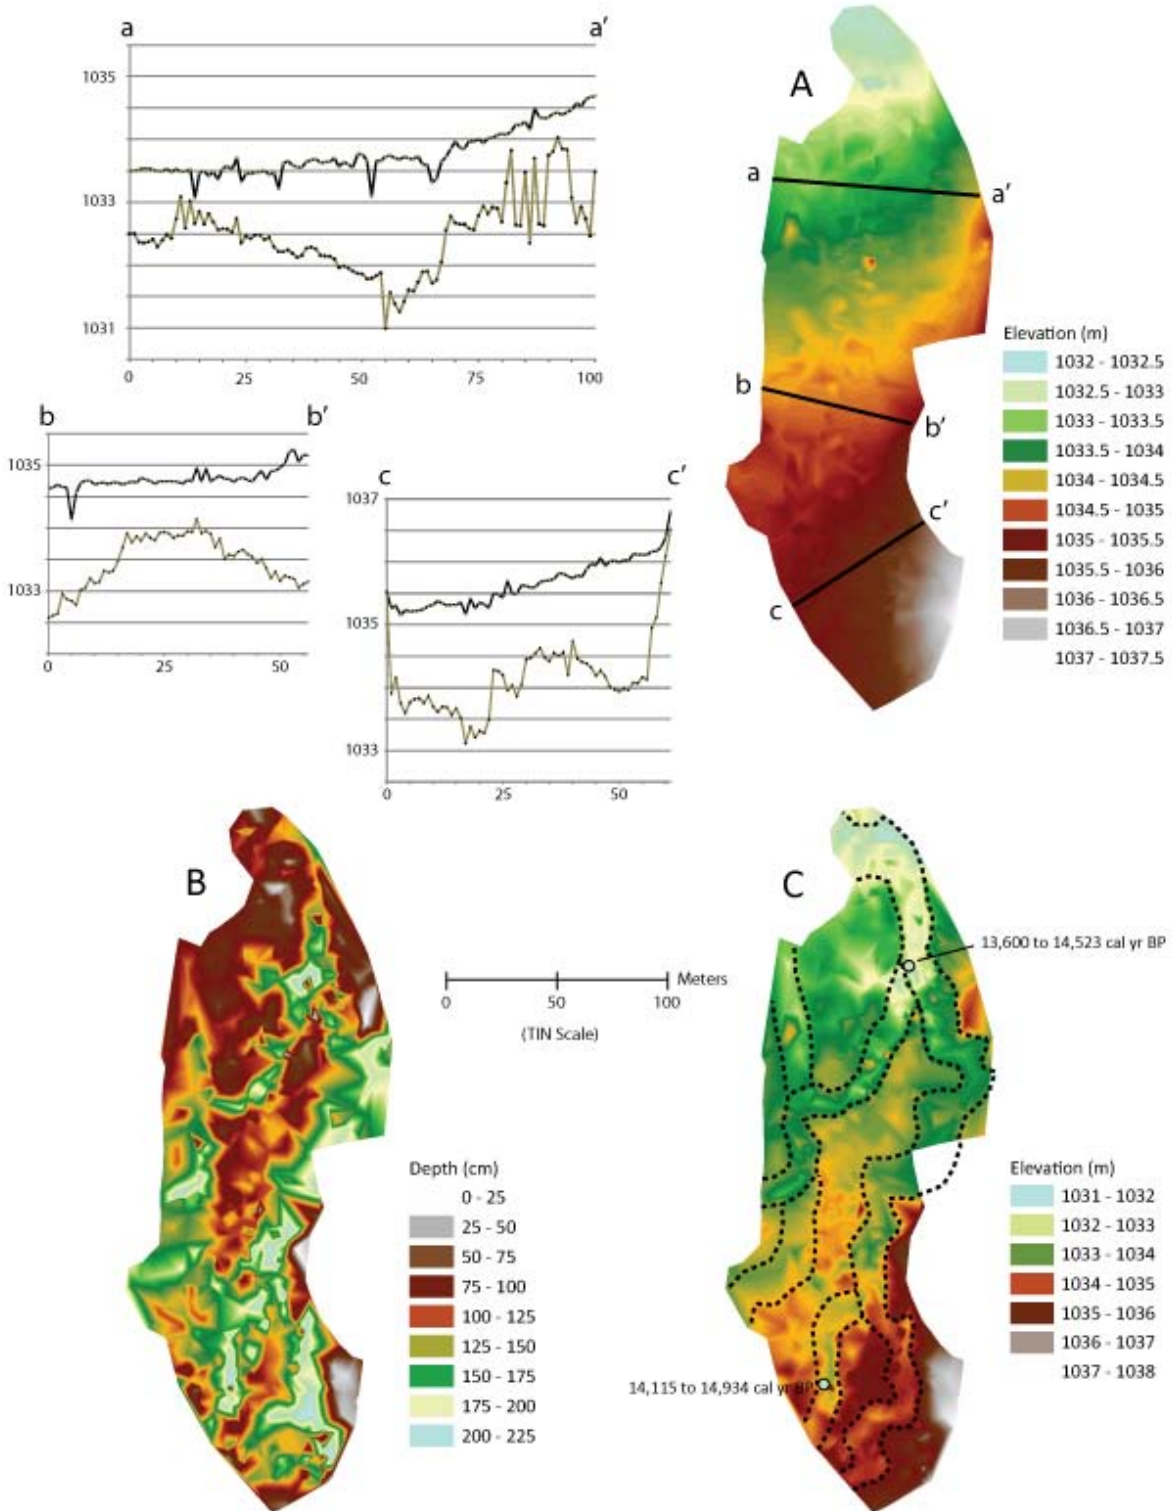 a a'
1035
1033
1031
0 25 50 75 100
b b'
1035
1033
0 25
c c'
1037
1035
1033
0 25 50
A
a a'
b b'
c c'
Elevation (m)
1032 - 1032.5
1032.5 - 1033
1033 - 1033.5
1033.5 - 1034
1034 - 1034.5
1034.5 - 1035
1035 - 1035.5
1035.5 - 1036
1036 - 1036.5
1036.5 - 1037
1037 - 1037.5
B
Depth (cm)
0 - 25
25 - 50
50 - 75
75 - 100
100 - 125
125 - 150
150 - 175
175 - 200
200 - 225
Meters
0 50 100
(TIN Scale)
C
13,600 to 14,523 cal yr BP
14,115 to 14,934 cal yr BP
Elevation (m)
1031 - 1032
1032 - 1033
1033 - 1034
1034 - 1035
1035 - 1036
1036 - 1037
1037 - 1038